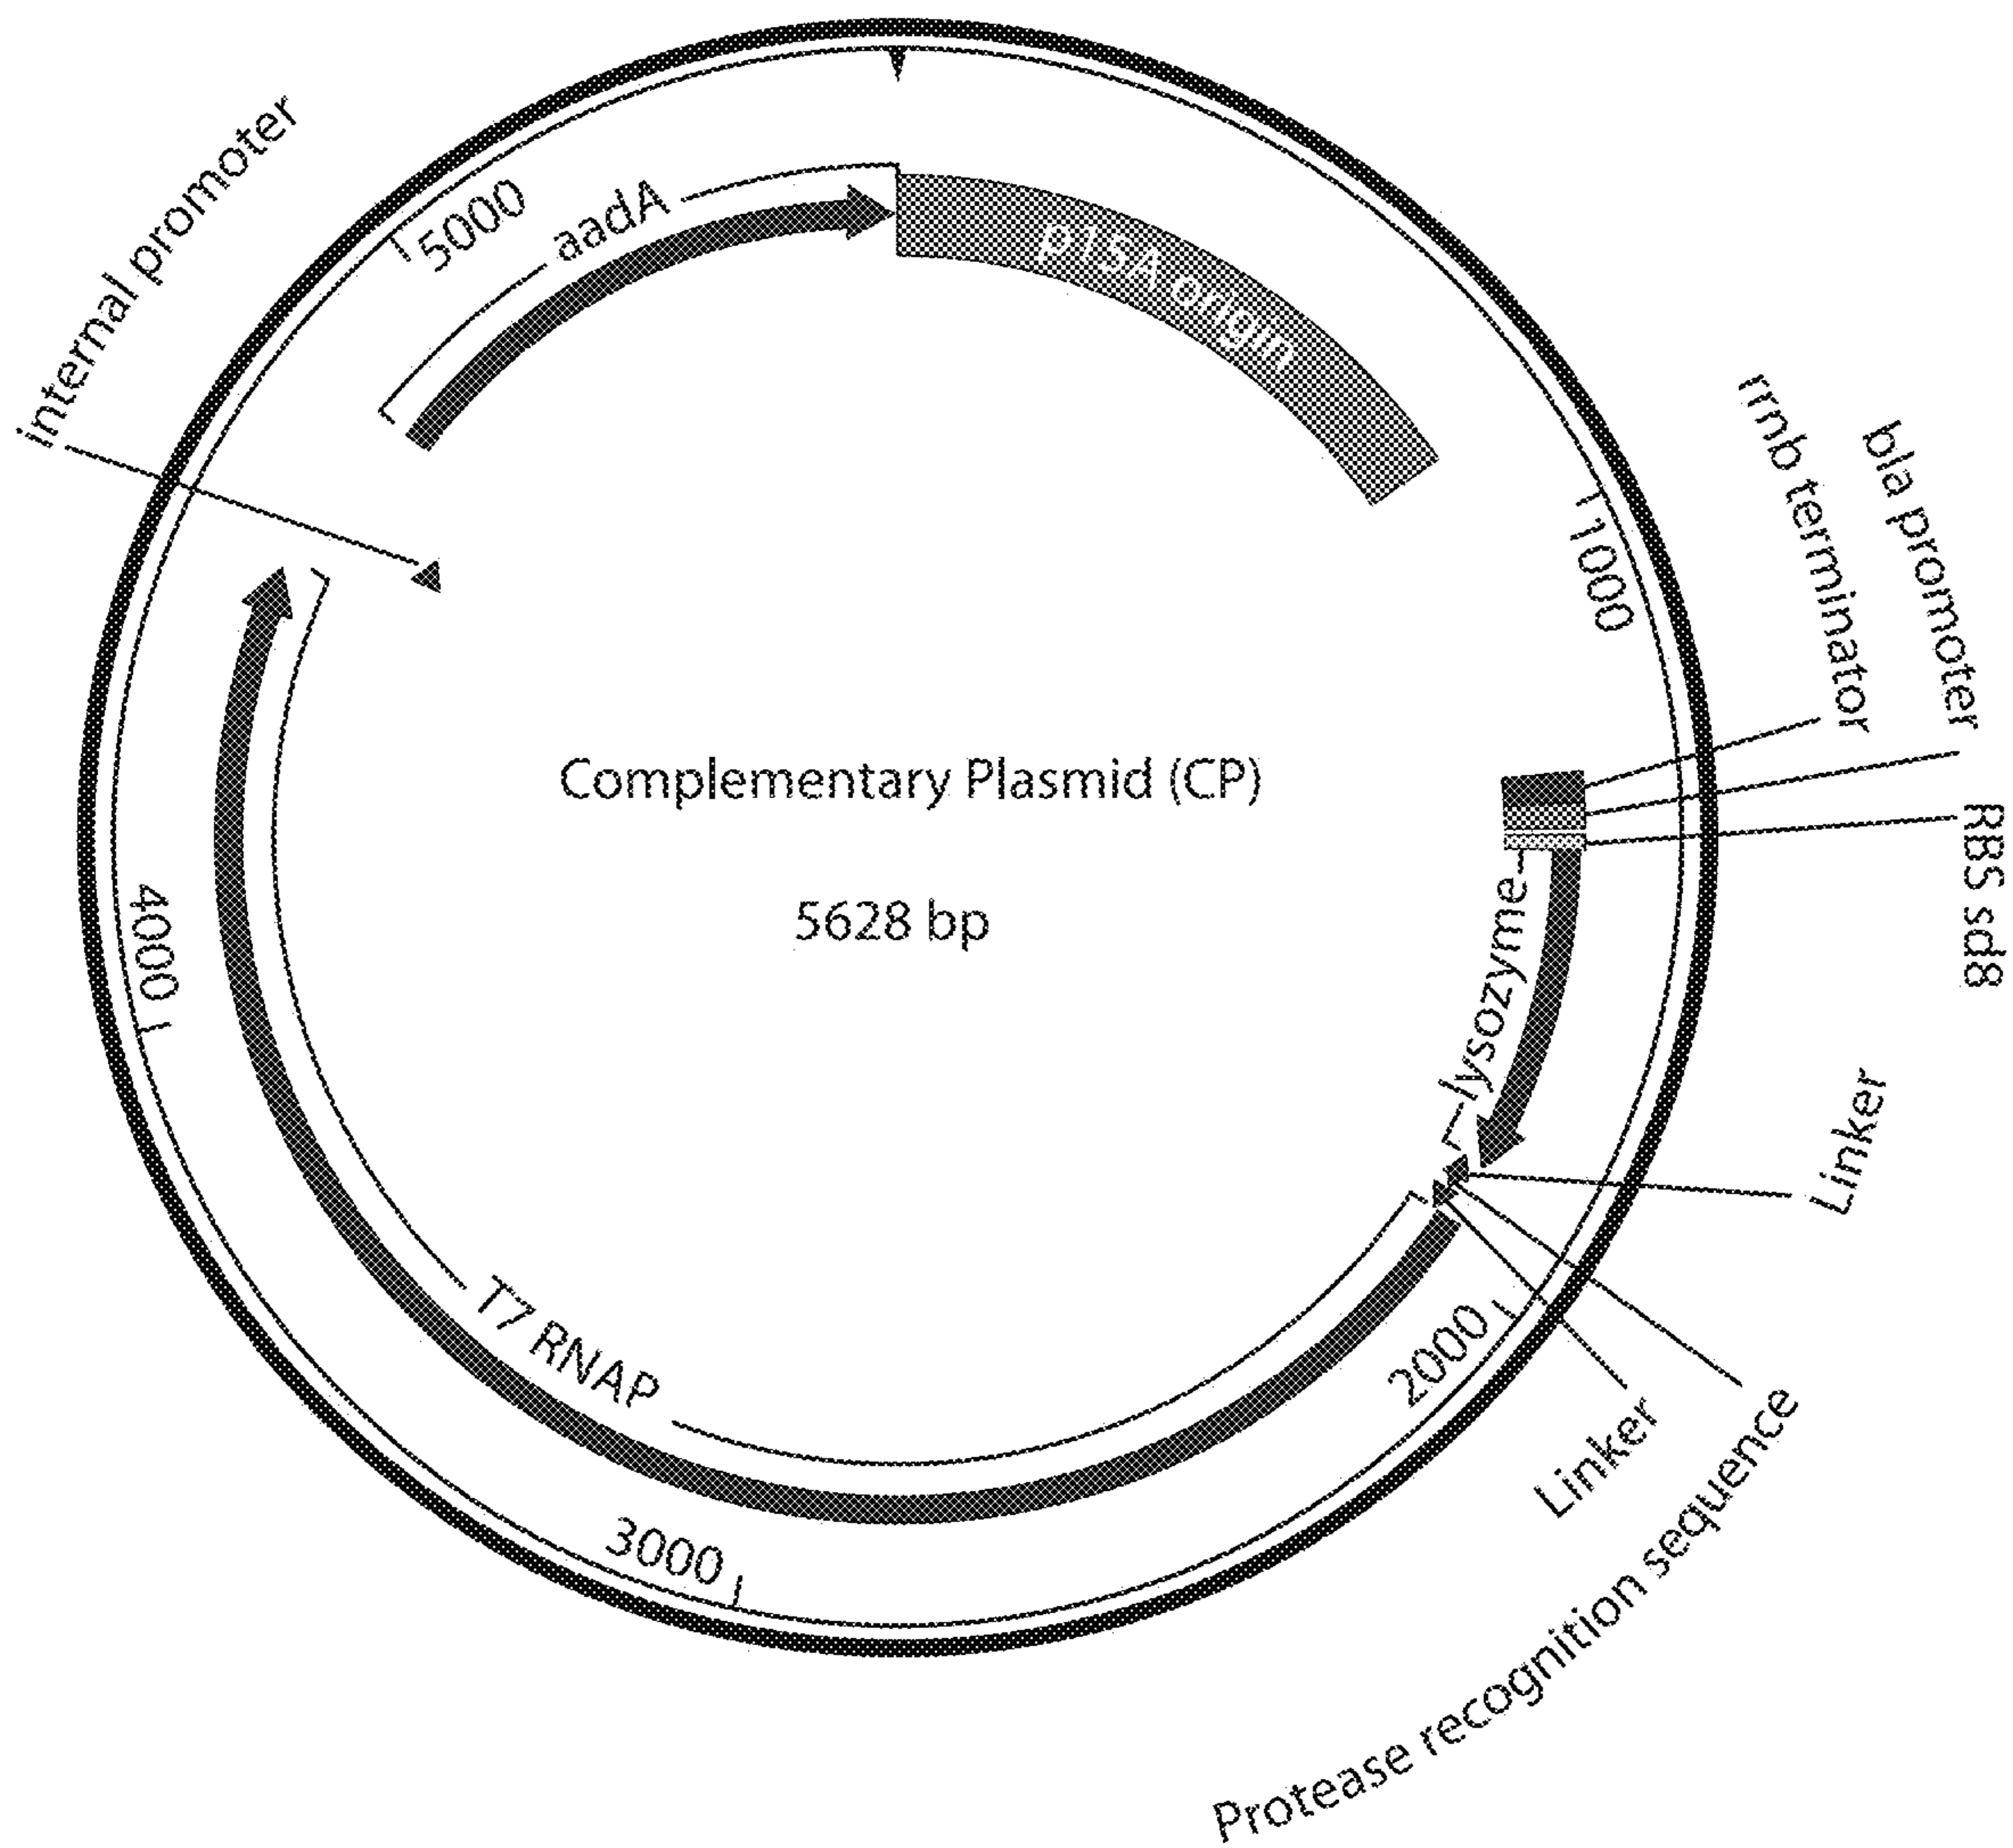 internal promoter
5000
aadA
p15A origin
1000
rrnb terminator
bla promoter
RBS sd8
Complementary Plasmid (CP)
5628 bp
lysozyme
4000
Linker
T7 RNAP
2000
Linker
Protease recognition sequence
3000